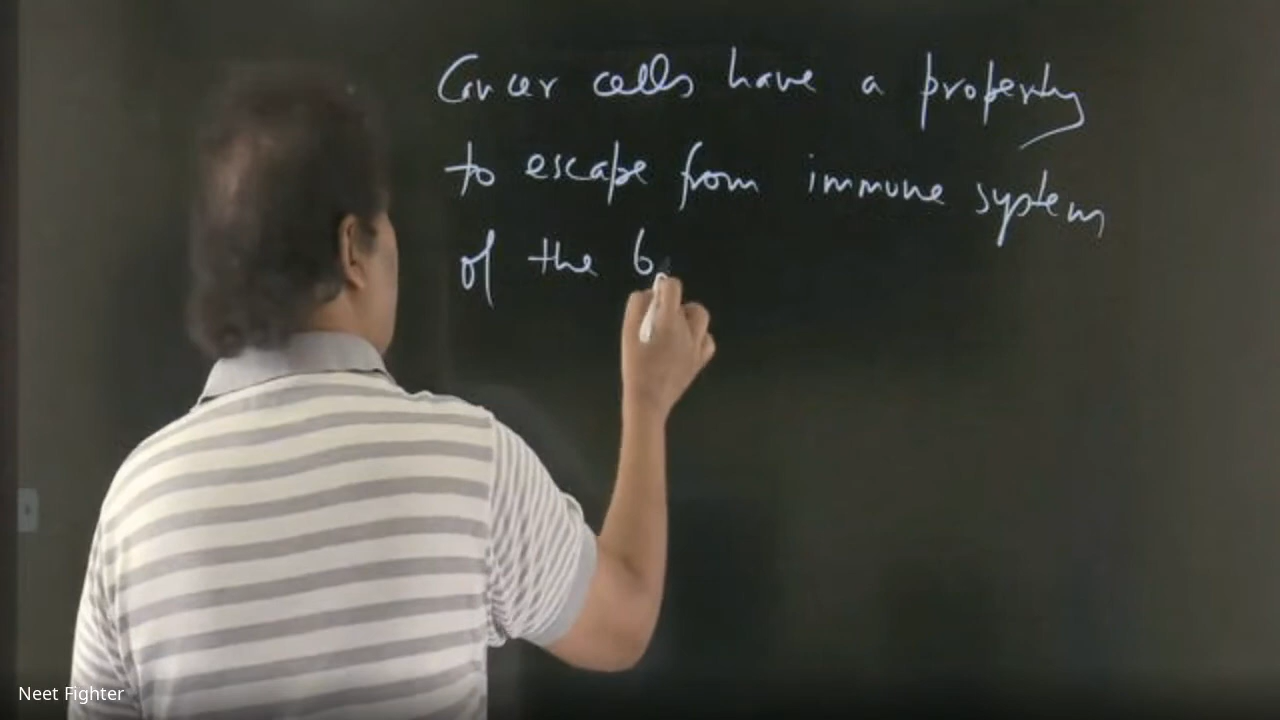 Cancer cells have a property
to escape from immune system
of the b
Neet Fighter